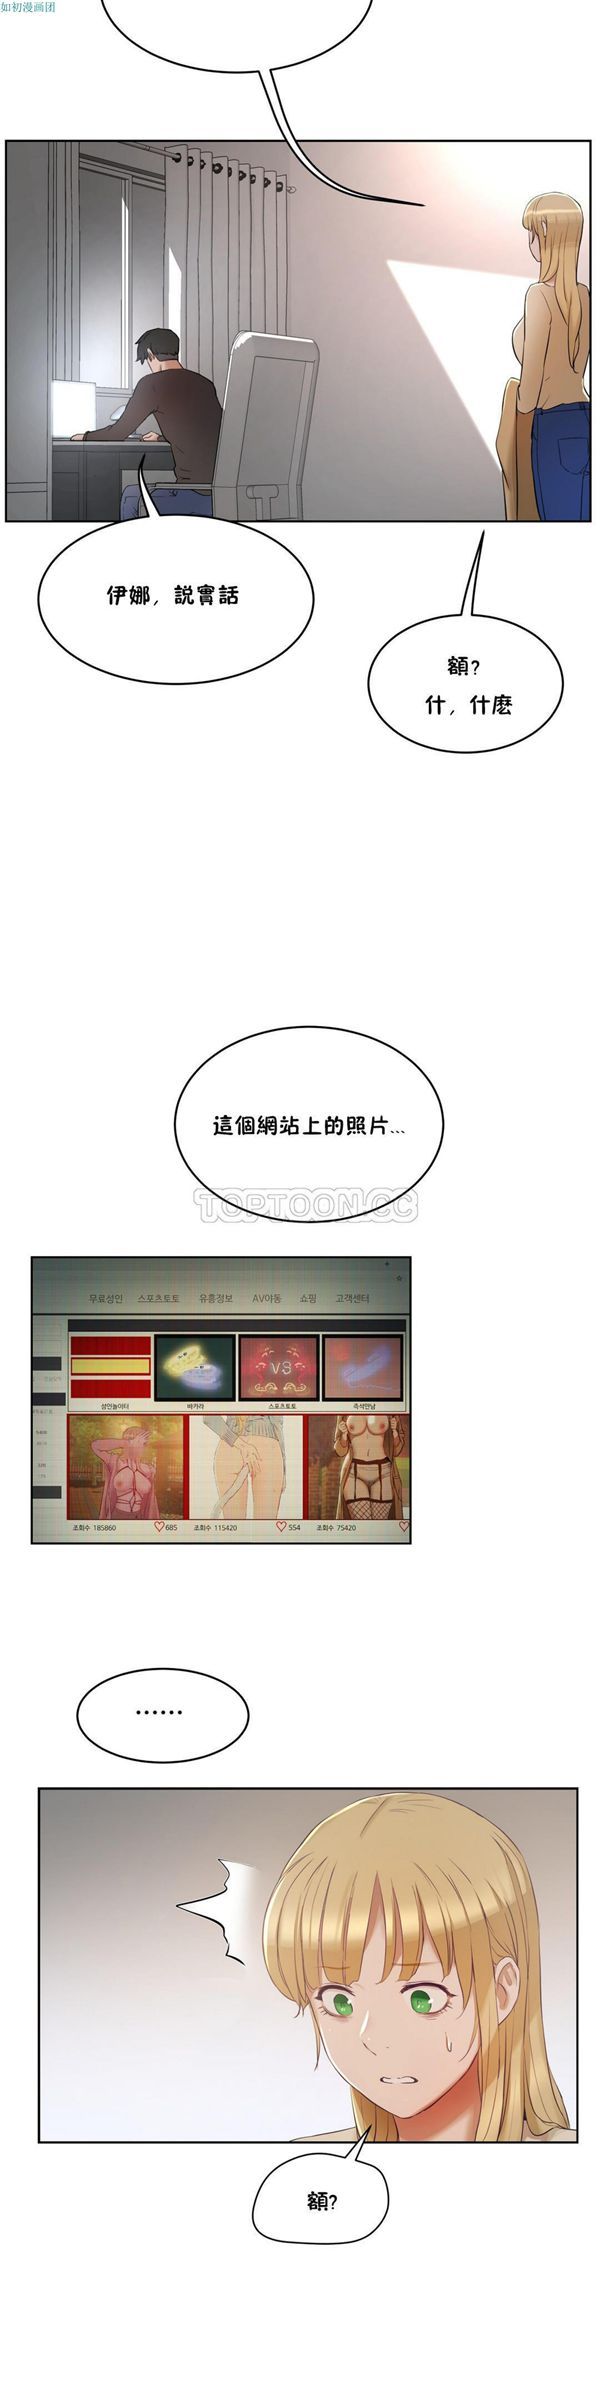 如初漫画团
伊娜，說實話
額?
什，什麽
這個網站上的照片...
TOPTOON.CC
무료성인 스포츠토토 유흥정보 AV야동 쇼핑 고객센터
성인놀이터 바카라 스포츠토토 즉석만남
조회수 185860 ♡685 조회수 115420 ♡554 조회수 75420 ♡
......
額?